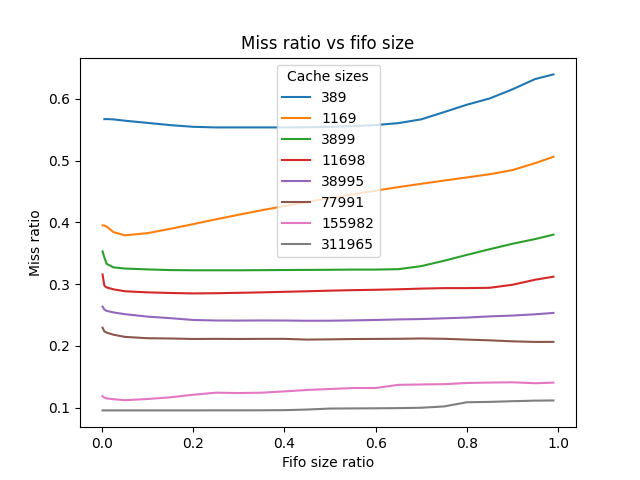 Miss ratio vs fifo size
Cache sizes
389
1169
3899
11698
38995
77991
155982
311965
Miss ratio
0.6
0.5
0.4
0.3
0.2
0.1
0.0 0.2 0.4 0.6 0.8 1.0
Fifo size ratio